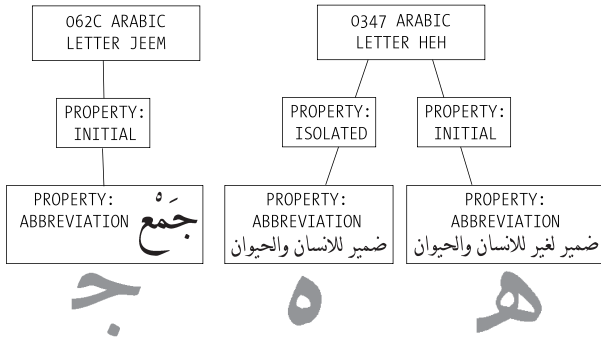 062C ARABIC
LETTER JEEM
PROPERTY:
INITIAL
PROPERTY:
ABBREVIATION جَمْع
ج‍
0347 ARABIC
LETTER HEH
PROPERTY:
ISOLATED
PROPERTY:
ABBREVIATION
ضمير للانسان والحيوان
ه
PROPERTY:
INITIAL
PROPERTY:
ABBREVIATION
ضمير لغير للانسان والحيوان
ه‍